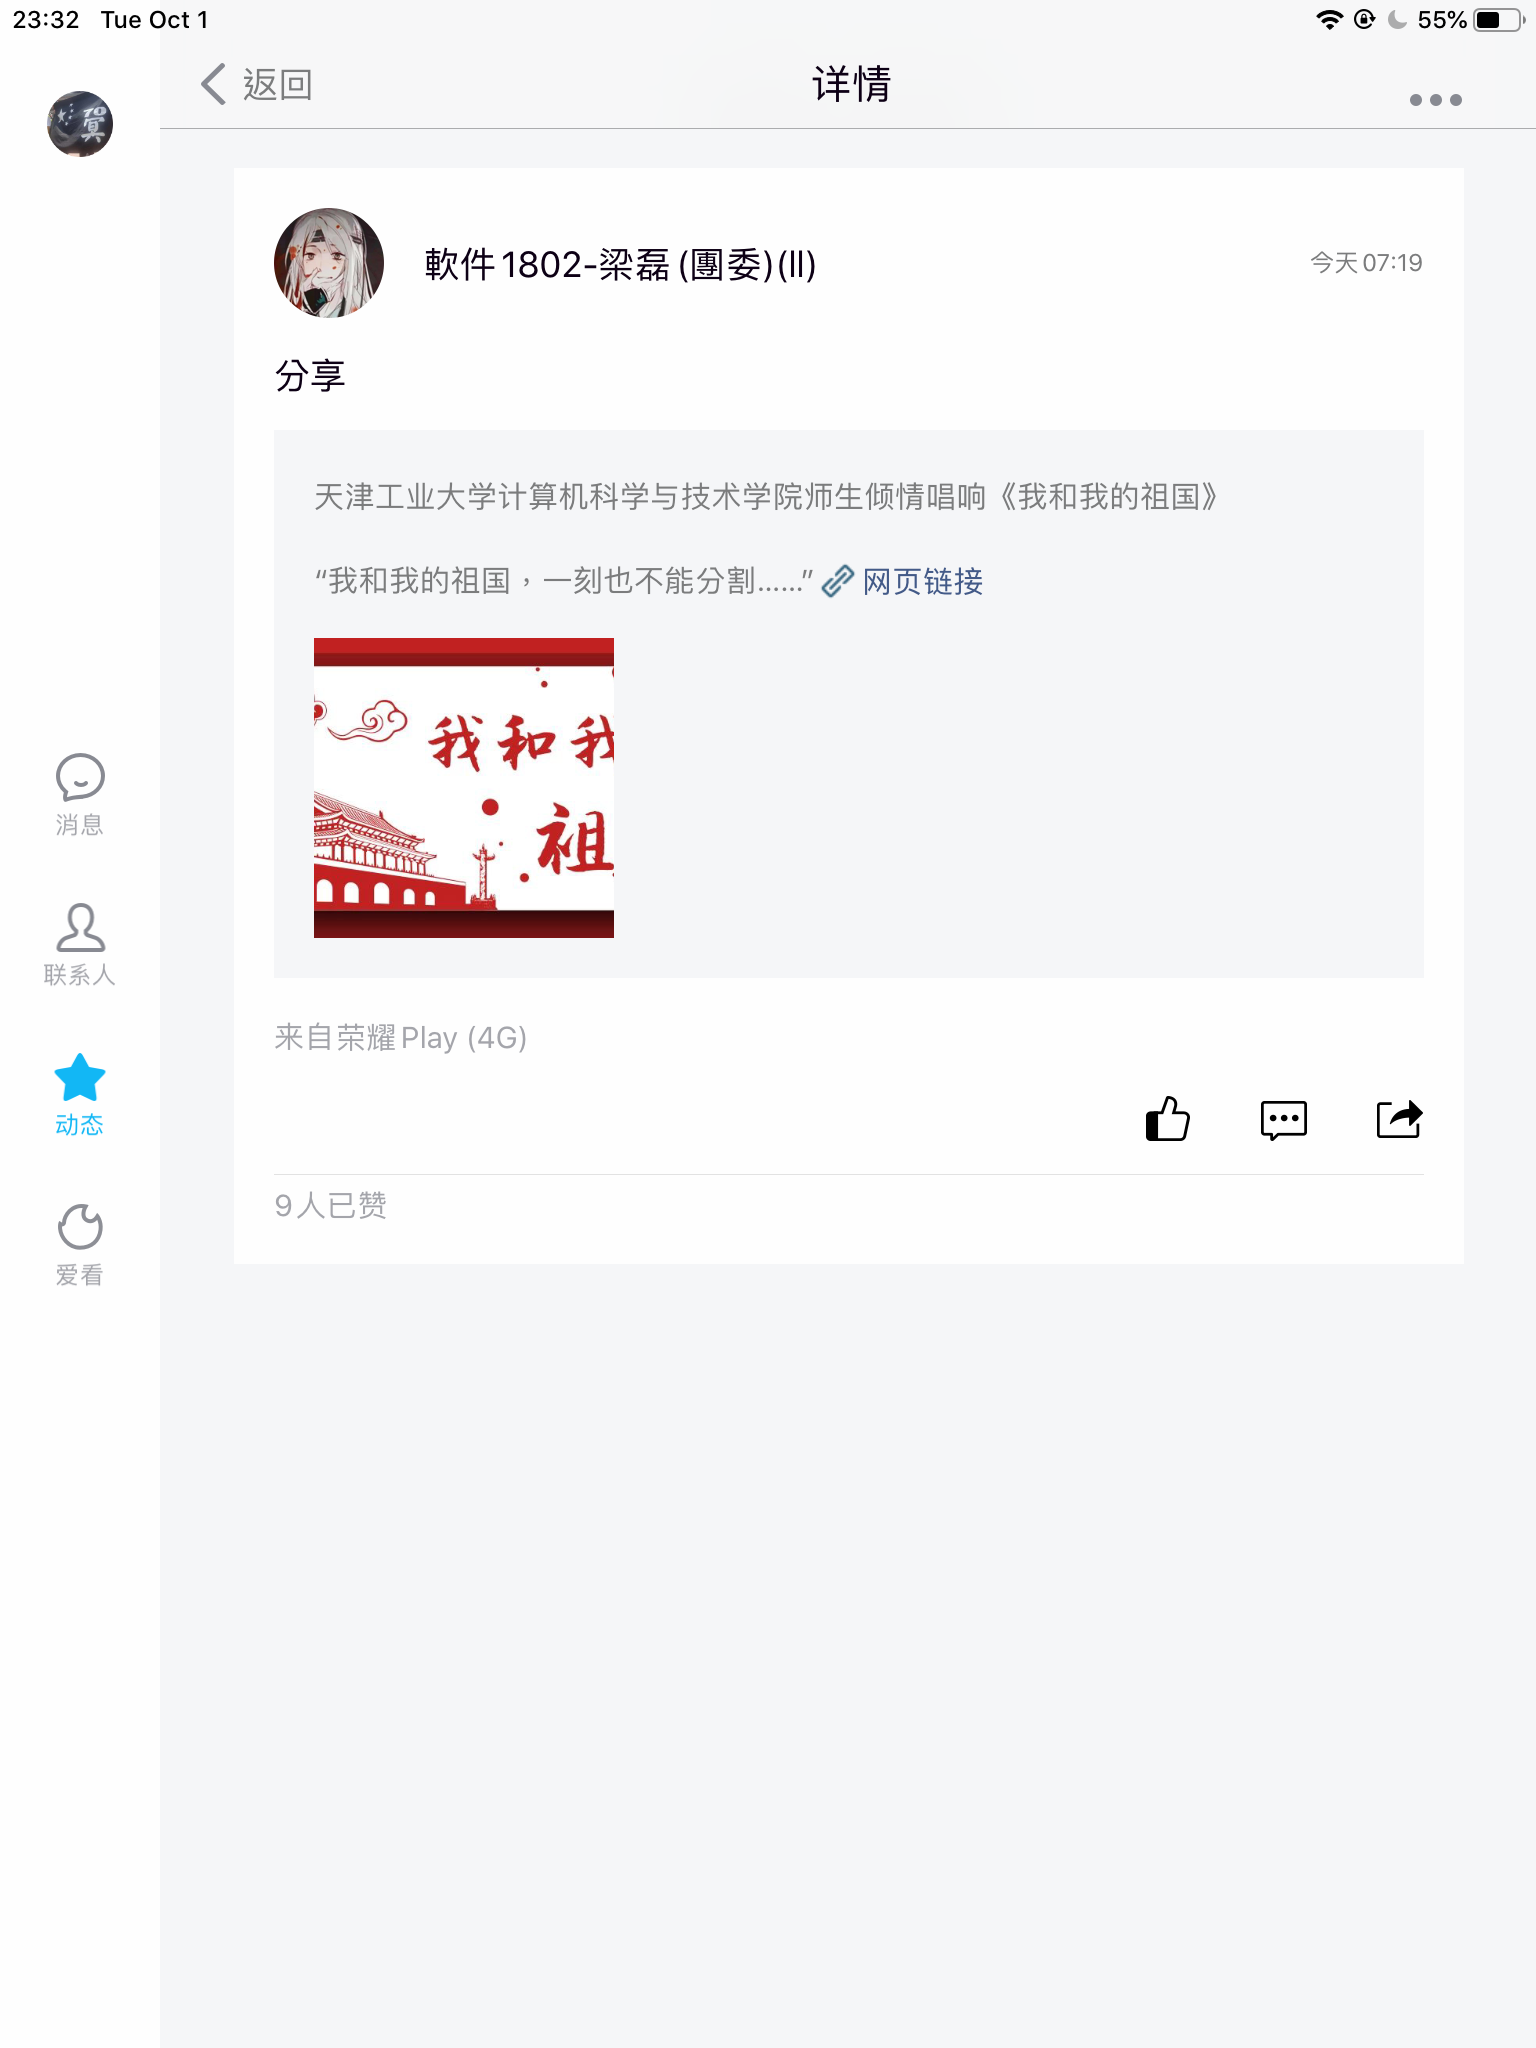 23:32 Tue Oct 1
55%
返回
详情
軟件1802-梁磊(團委)(II)
今天07:19
分享
天津工业大学计算机科学与技术学院师生倾情唱响《我和我的祖国》
“我和我的祖国，一刻也不能分割……” 网页链接
我和我
祖
来自荣耀Play (4G)
9人已赞
消息
联系人
动态
爱看